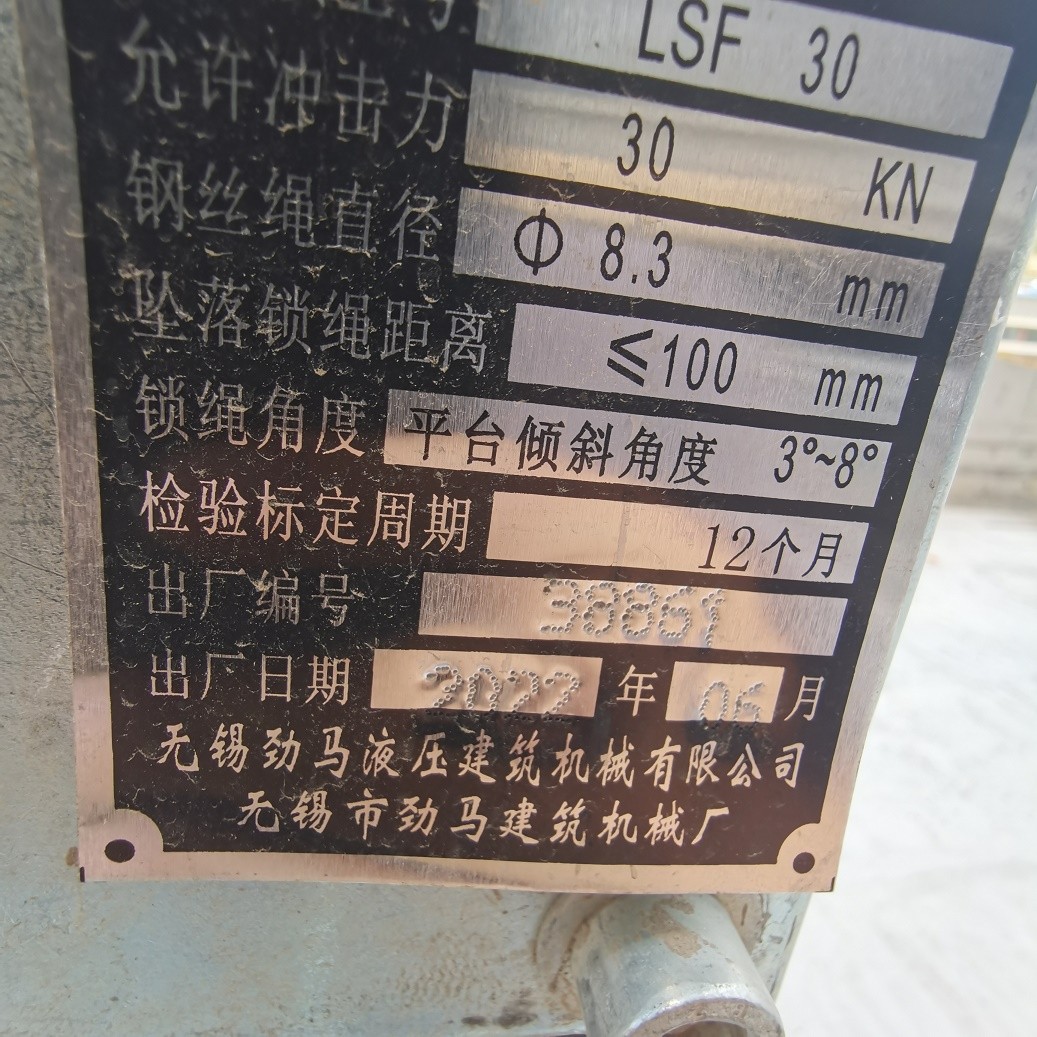 LSF 30
允许冲击力 30 KN
钢丝绳直径 Φ 8.3 mm
坠落锁绳距离 ≤100 mm
锁绳角度 平台倾斜角度 3°~8°
检验标定周期 12个月
出厂编号 38861
出厂日期 2022 年 06 月
无锡劲马液压建筑机械有限公司
无锡市劲马建筑机械厂